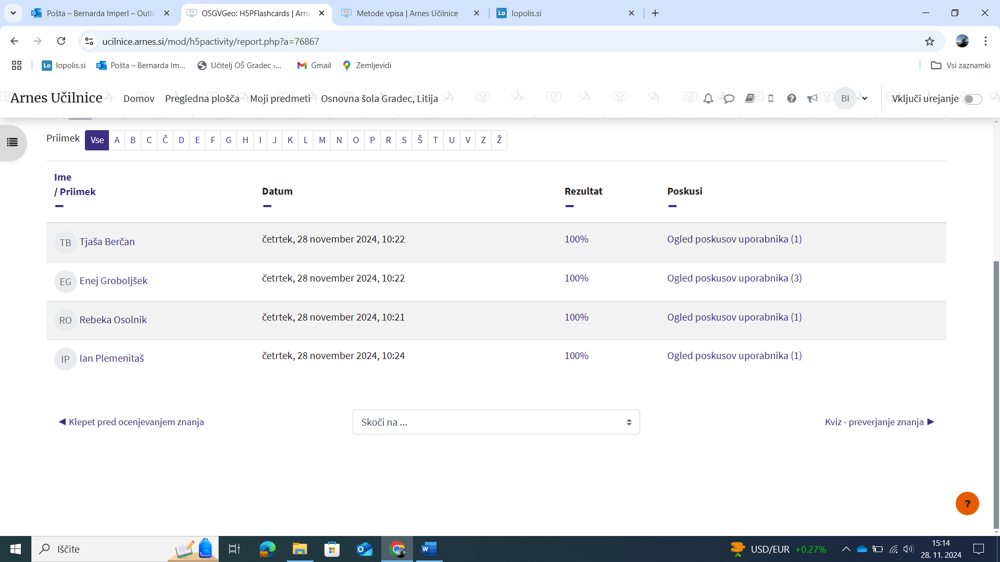 Pošta – Bernarda Imperl – Outlo
OSGVGeo: H5PFlashcards | Arne
Metode vpisa | Arnes Učilnice
Lo lopolis.si
ucilnice.arnes.si/mod/h5pactivity/report.php?a=76867
Lo lopolis.si
Pošta – Bernarda Im...
Učitelj OŠ Gradec ›...
Gmail
Zemljevidi
Vsi zaznamki
Arnes Učilnice
Domov
Pregledna plošča
Moji predmeti
Osnovna šola Gradec, Litija
BI
Vključi urejanje
Priimek Vse A B C Č D E F G H I J K L M N O P R S Š T U V Z Ž
Ime
/ Priimek
Datum
Rezultat
Poskusi
TB Tjaša Berčan četrtek, 28 november 2024, 10:22 100% Ogled poskusov uporabnika (1)
EG Enej Groboljšek četrtek, 28 november 2024, 10:22 100% Ogled poskusov uporabnika (3)
RO Rebeka Osolnik četrtek, 28 november 2024, 10:21 100% Ogled poskusov uporabnika (1)
IP Ian Plemenitaš četrtek, 28 november 2024, 10:24 100% Ogled poskusov uporabnika (1)
◀ Klepet pred ocenjevanjem znanja
Skoči na ...
Kviz - preverjanje znanja ▶
?
Iščite
USD/EUR +0.27%
15:14
28. 11. 2024